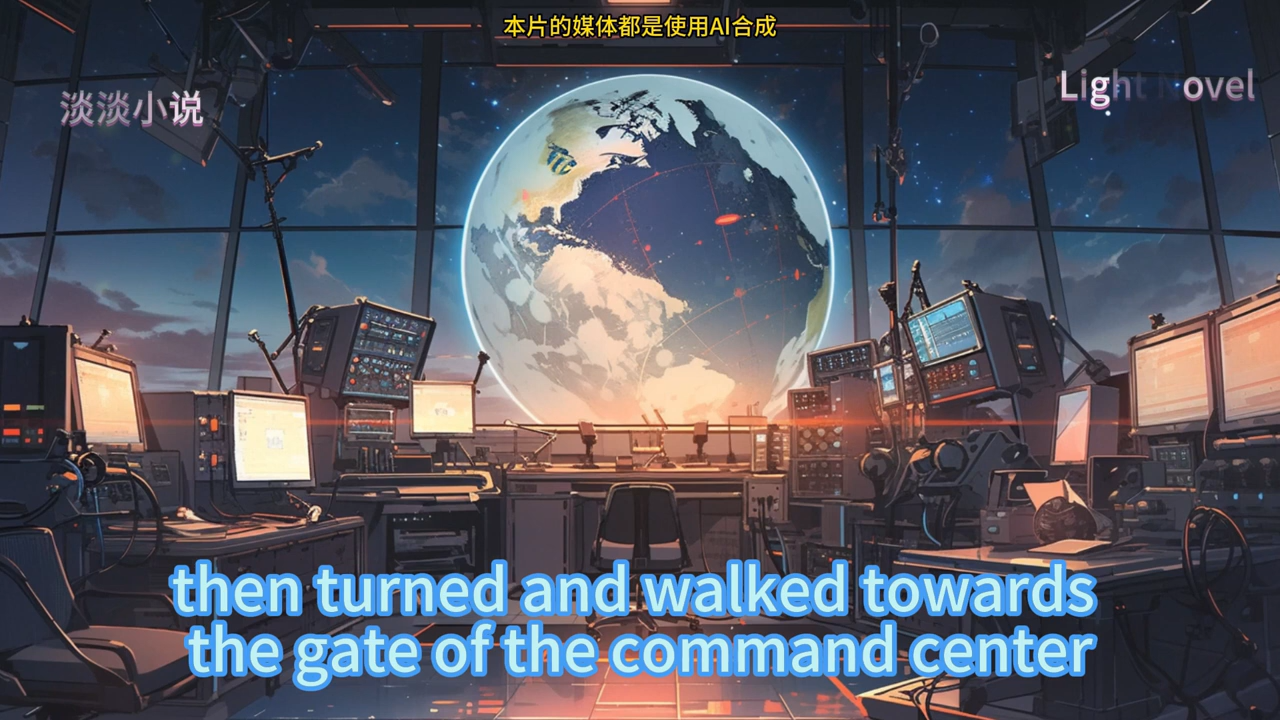 本片的媒体都是使用AI合成
淡淡小说
Light Novel
then turned and walked towards
the gate of the command center